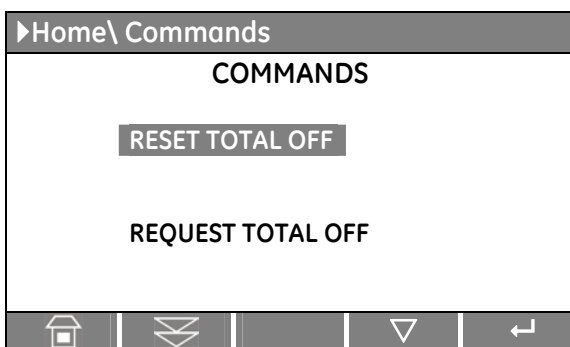 Home\ Commands
COMMANDS
RESET TOTAL OFF
REQUEST TOTAL OFF